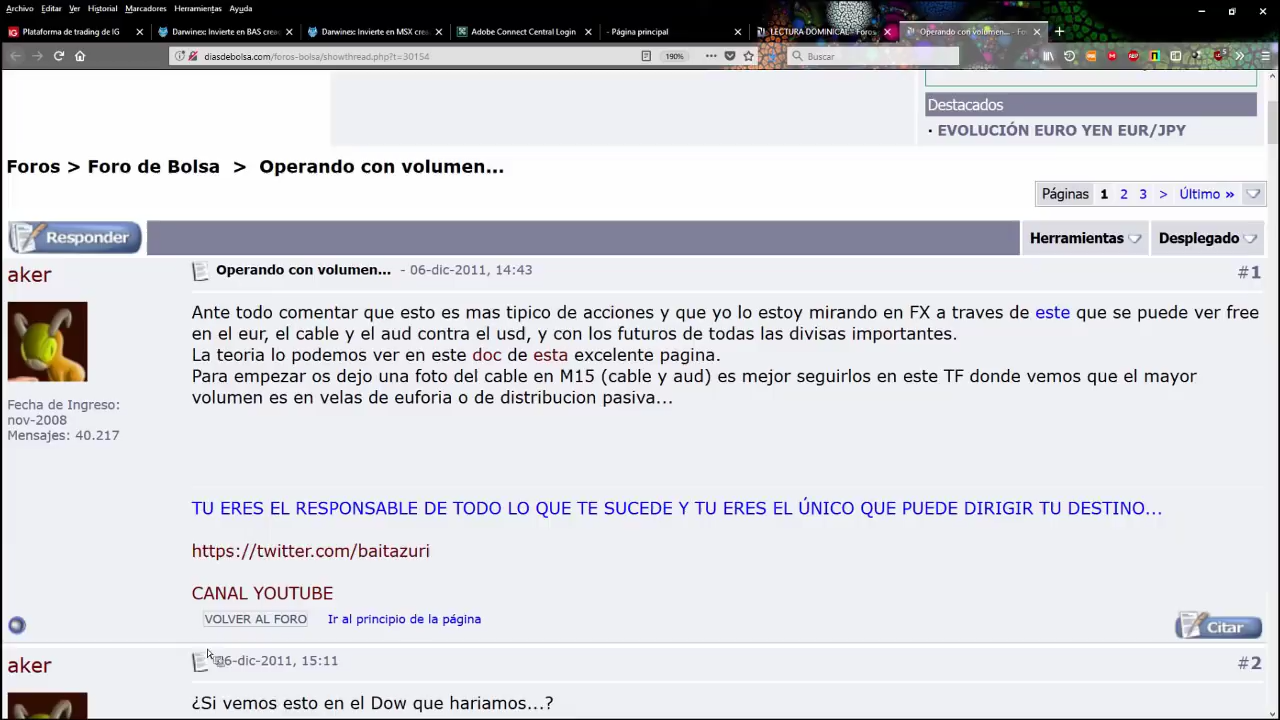 Archivo Editar Ver Historial Marcadores Herramientas Ayuda
Plataforma de trading de IG
Darwinex: Invierte en BAS crea
Darwinex: Invierte en MSX crea
Adobe Connect Central Login
- Página principal
LECTURA DOMINICAL - Foros
Operando con volumen... - Fo
diasdebolsa.com/foros-bolsa/showthread.php?t=30154
190%
Buscar
Destacados
· EVOLUCIÓN EURO YEN EUR/JPY
Foros > Foro de Bolsa > Operando con volumen...
Páginas 1 2 3 > Último »
Responder
Herramientas
Desplegado
aker
Operando con volumen... - 06-dic-2011, 14:43
#1
Ante todo comentar que esto es mas tipico de acciones y que yo lo estoy mirando en FX a traves de este que se puede ver free
en el eur, el cable y el aud contra el usd, y con los futuros de todas las divisas importantes.
La teoria lo podemos ver en este doc de esta excelente pagina.
Para empezar os dejo una foto del cable en M15 (cable y aud) es mejor seguirlos en este TF donde vemos que el mayor
volumen es en velas de euforia o de distribucion pasiva...
Fecha de Ingreso:
nov-2008
Mensajes: 40.217
TU ERES EL RESPONSABLE DE TODO LO QUE TE SUCEDE Y TU ERES EL ÚNICO QUE PUEDE DIRIGIR TU DESTINO...
https://twitter.com/baitazuri
CANAL YOUTUBE
VOLVER AL FORO
Ir al principio de la página
Citar
aker
06-dic-2011, 15:11
#2
¿Si vemos esto en el Dow que hariamos...?